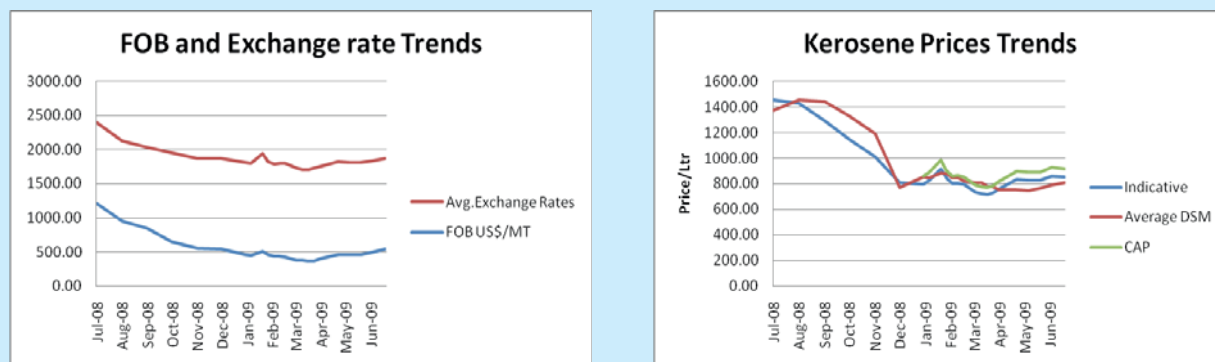 FOB and Exchange rate Trends
3000.00
2500.00
2000.00
1500.00
1000.00
500.00
0.00
Jul-08
Aug-08
Sep-08
Oct-08
Nov-08
Dec-08
Jan-09
Feb-09
Mar-09
Apr-09
May-09
Jun-09
Avg.Exchange Rates
FOB US$/MT
Kerosene Prices Trends
Price/Ltr
1600.00
1400.00
1200.00
1000.00
800.00
600.00
400.00
200.00
0.00
Jul-08
Aug-08
Sep-08
Oct-08
Nov-08
Dec-08
Jan-09
Feb-09
Mar-09
Apr-09
May-09
Jun-09
Indicative
Average DSM
CAP